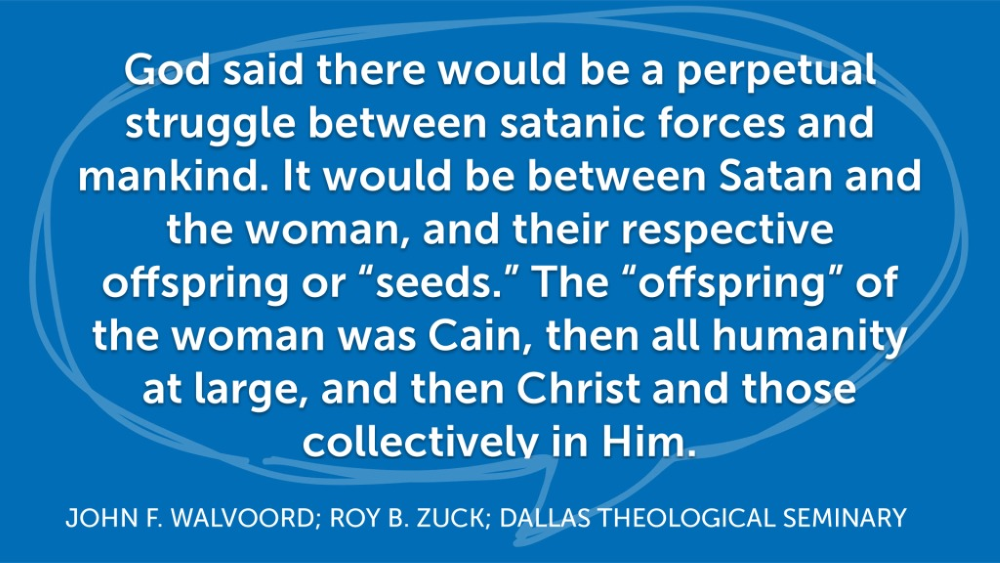 God said there would be a perpetual
struggle between satanic forces and
mankind. It would be between Satan and
the woman, and their respective
offspring or “seeds.” The “offspring” of
the woman was Cain, then all humanity
at large, and then Christ and those
collectively in Him.
JOHN F. WALVOORD; ROY B. ZUCK; DALLAS THEOLOGICAL SEMINARY